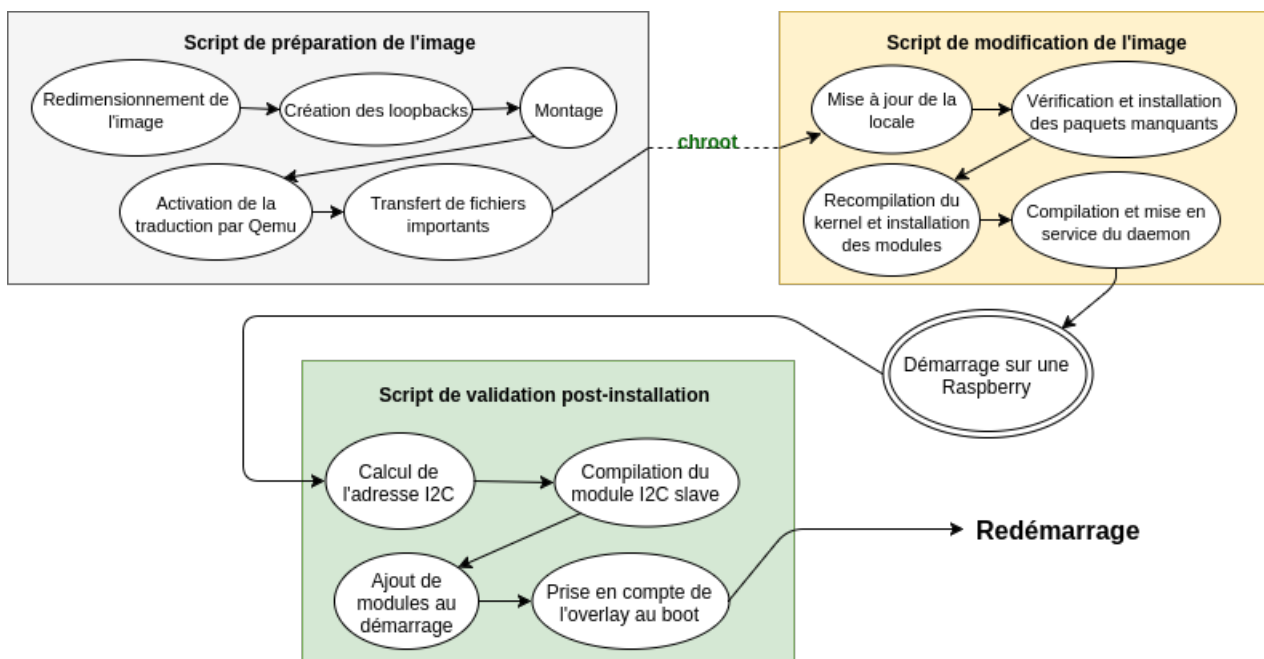 Script de préparation de l'image
Redimensionnement de
l'image
Création des loopbacks
Montage
Activation de la
traduction par Qemu
Transfert de fichiers
importants
chroot
Script de modification de l'image
Mise à jour de la
locale
Vérification et installation
des paquets manquants
Recompilation du
kernel et installation
des modules
Compilation et mise en
service du daemon
Démarrage sur une
Raspberry
Script de validation post-installation
Calcul de
l'adresse I2C
Compilation du
module I2C slave
Ajout de
modules au
démarrage
Prise en compte de
l'overlay au boot
Redémarrage